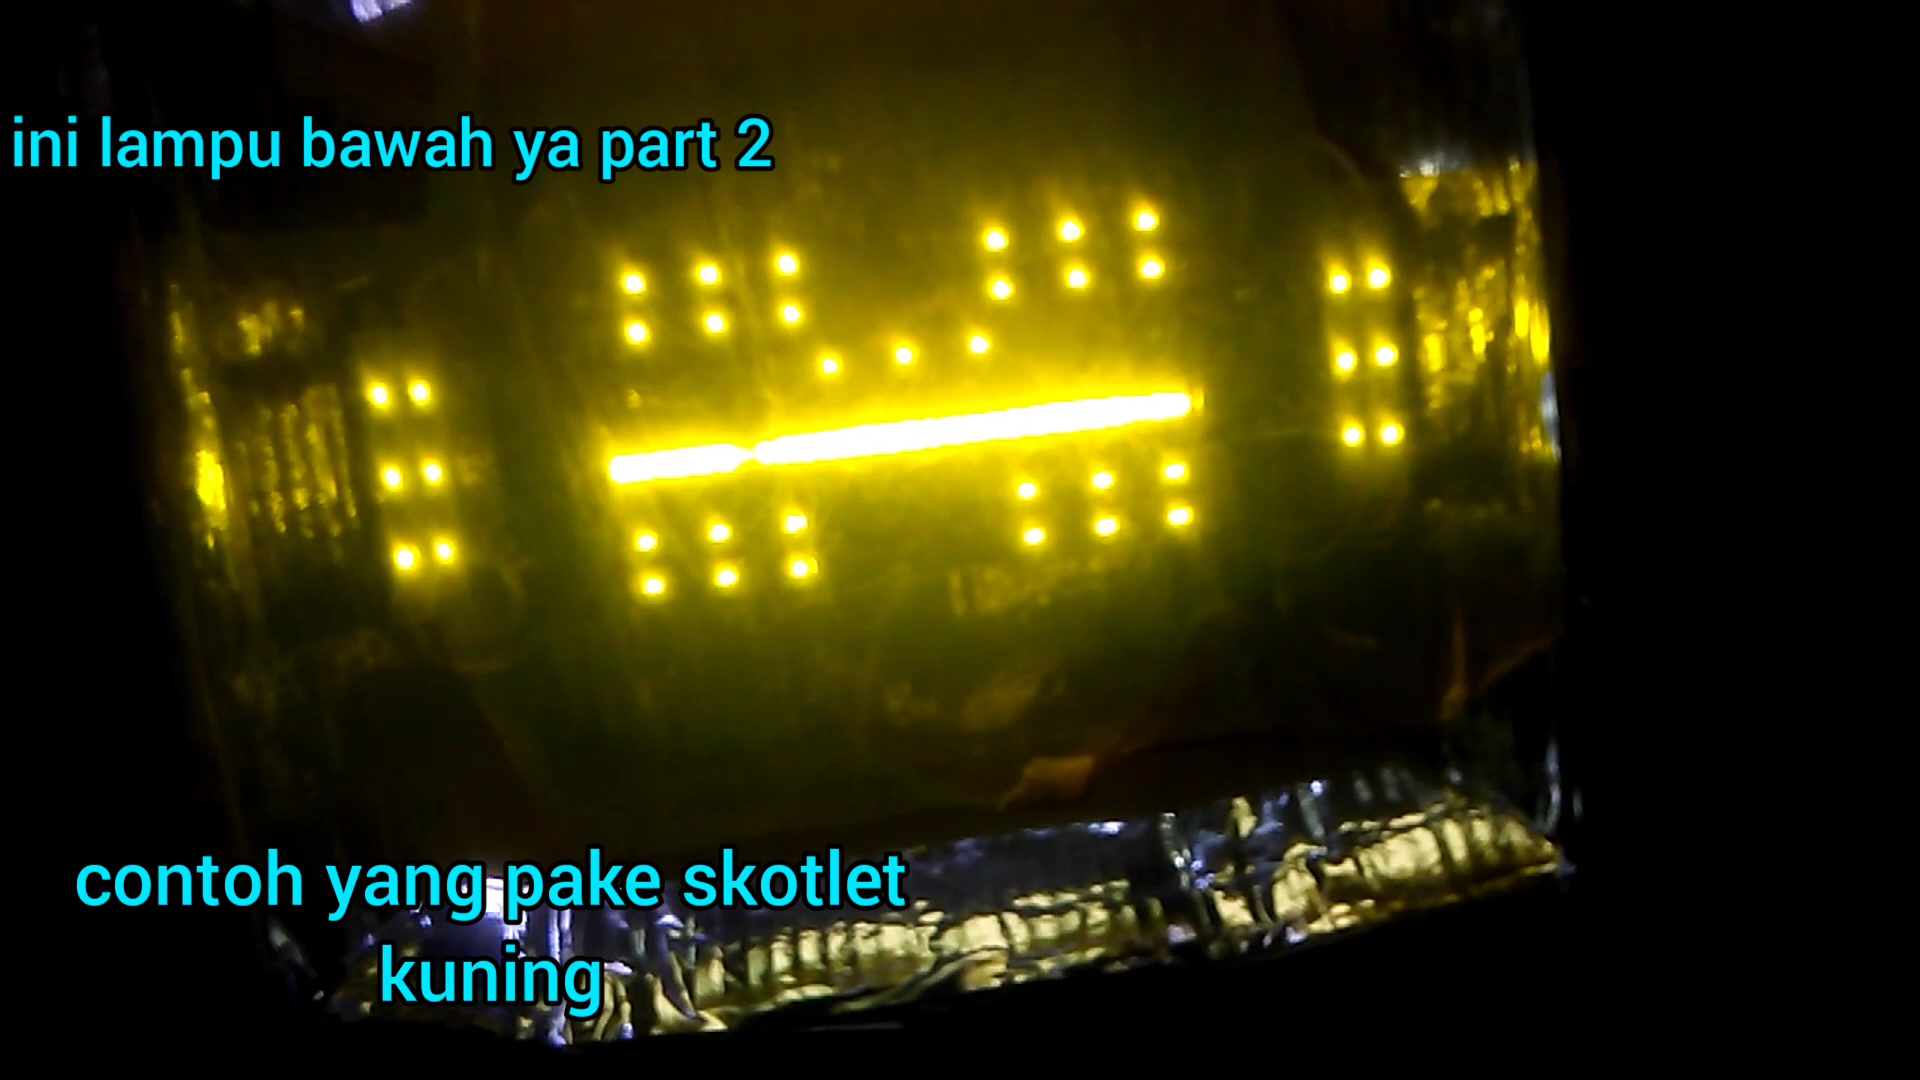 ini lampu bawah ya part 2
contoh yang pake skotlet
kuning